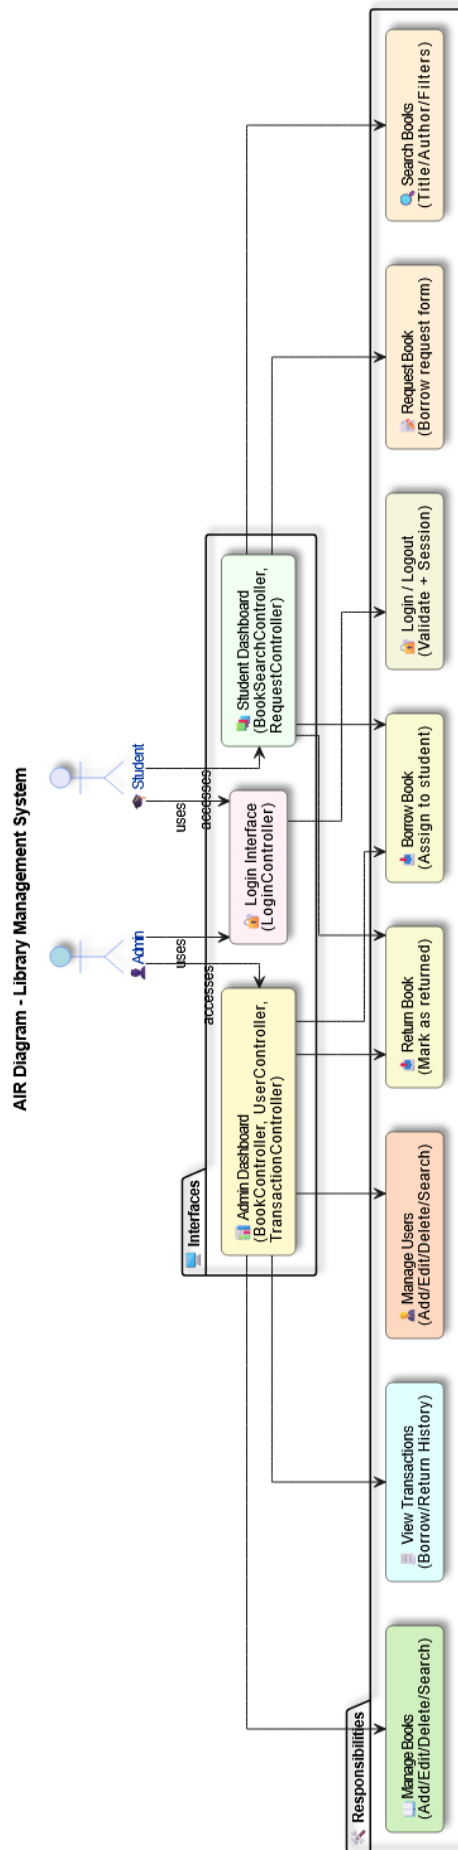 AIR Diagram - Library Management System
Admin
Student
uses
uses
accesses
accesses
Interfaces
Admin Dashboard
(BookController, UserController,
TransactionController)
Login Interface
(LoginController)
Student Dashboard
(BookSearchController,
RequestController)
Responsibilities
Manage Books
(Add/Edit/Delete/Search)
View Transactions
(Borrow/Return History)
Manage Users
(Add/Edit/Delete/Search)
Return Book
(Mark as returned)
Borrow Book
(Assign to student)
Login / Logout
(Validate + Session)
Request Book
(Borrow request form)
Search Books
(Title/Author/Filters)